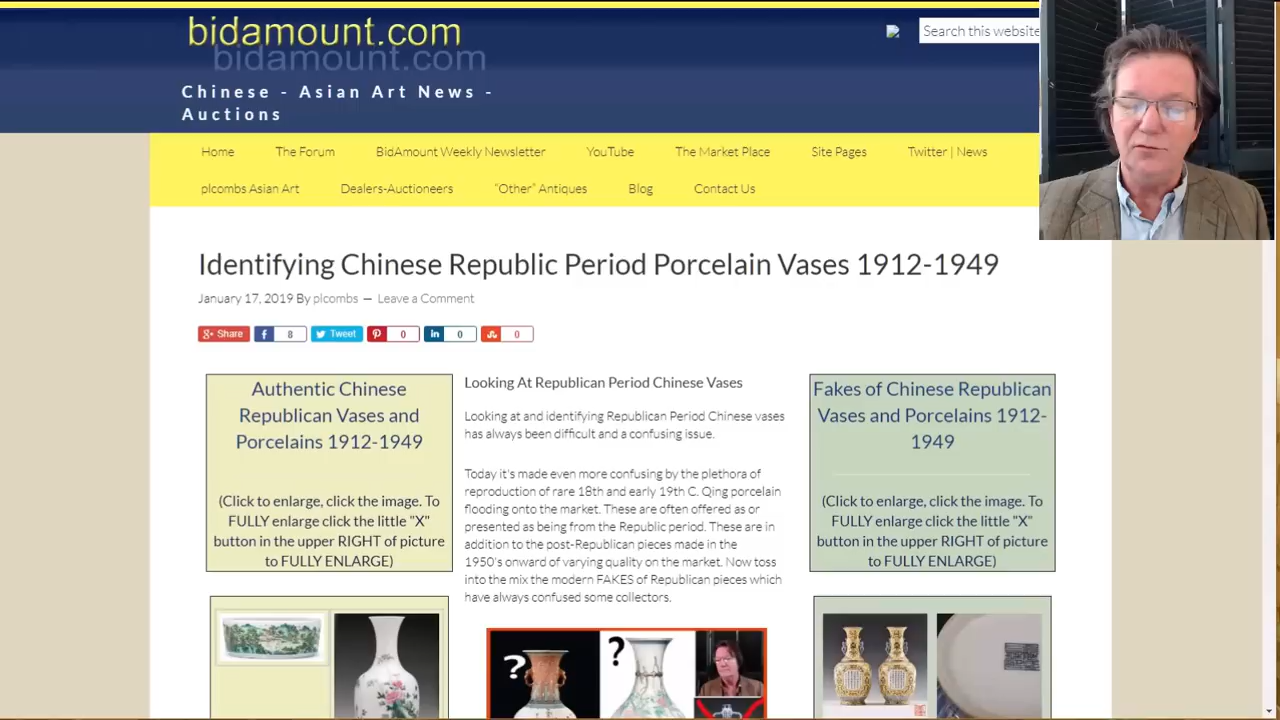 bidamount.com
bidamount.com
Search this website
Chinese - Asian Art News -
Auctions
Home The Forum BidAmount Weekly Newsletter YouTube The Market Place Site Pages Twitter | News
plcombs Asian Art Dealers-Auctioneers "Other" Antiques Blog Contact Us
Identifying Chinese Republic Period Porcelain Vases 1912-1949
January 17, 2019 By plcombs — Leave a Comment
Share 8 Tweet 0 0 0
Authentic Chinese
Republican Vases and
Porcelains 1912-1949
(Click to enlarge, click the image. To
FULLY enlarge click the little "X"
button in the upper RIGHT of picture
to FULLY ENLARGE)
Looking At Republican Period Chinese Vases
Looking at and identifying Republican Period Chinese vases
has always been difficult and a confusing issue.
Today it's made even more confusing by the plethora of
reproduction of rare 18th and early 19th C. Qing porcelain
flooding onto the market. These are often offered as or
presented as being from the Republic period. These are in
addition to the post-Republican pieces made in the
1950's onward of varying quality on the market. Now toss
into the mix the modern FAKES of Republican pieces which
have always confused some collectors.
? ?
Fakes of Chinese Republican
Vases and Porcelains 1912-
1949
(Click to enlarge, click the image. To
FULLY enlarge click the little "X"
button in the upper RIGHT of picture
to FULLY ENLARGE)